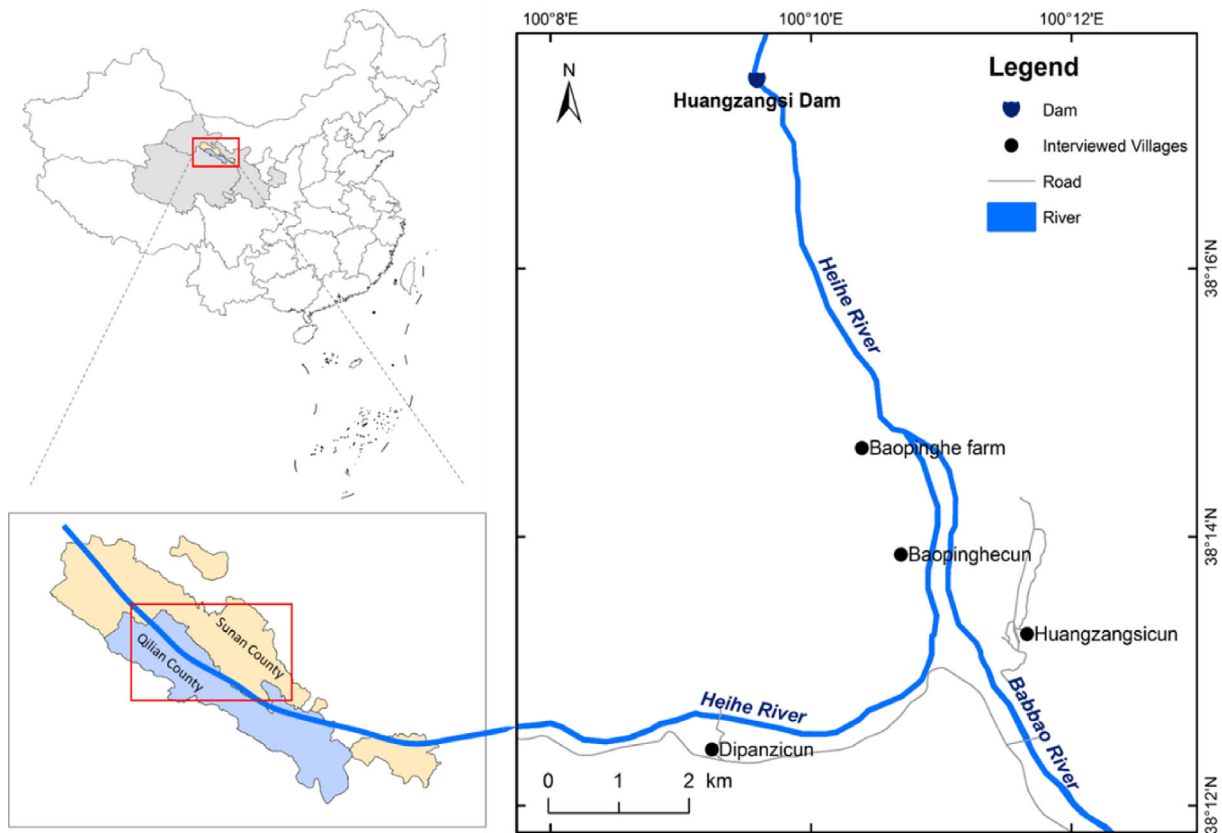 100°8'E
100°10'E
100°12'E
N
Legend
Huangzangsi Dam
Dam
Interviewed Villages
Road
River
38°16'N
Heihe River
Baopinghe farm
38°14'N
Baopinghecun
Huangzangsicun
Sunan County
Qilian County
Heihe River
Babbao River
Dipanzicun
0 1 2 km
38°12'N